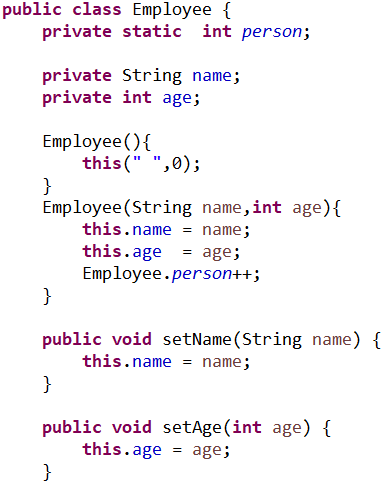 public class Employee {
    private static  int person;

    private String name;
    private int age;

    Employee(){
        this(" ",0);
    }
    Employee(String name,int age){
        this.name = name;
        this.age  = age;
        Employee.person++;
    }

    public void setName(String name) {
        this.name = name;
    }

    public void setAge(int age) {
        this.age = age;
    }